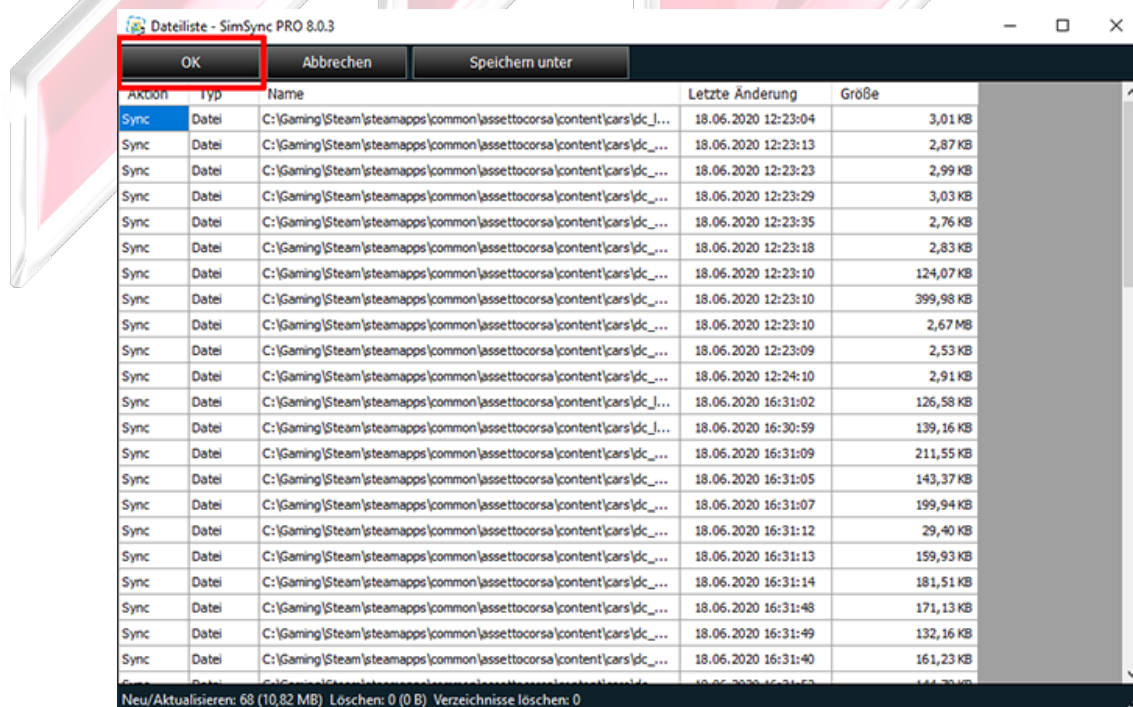 Dateiliste - SimSync PRO 8.0.3
OK Abbrechen Speichern unter
Aktion Typ Name Letzte Änderung Größe
Sync Datei C:\Gaming\Steam\steamapps\common\assettocorsa\content\cars\dc_l... 18.06.2020 12:23:04 3,01 KB
Sync Datei C:\Gaming\Steam\steamapps\common\assettocorsa\content\cars\dc_... 18.06.2020 12:23:13 2,87 KB
Sync Datei C:\Gaming\Steam\steamapps\common\assettocorsa\content\cars\dc_... 18.06.2020 12:23:23 2,99 KB
Sync Datei C:\Gaming\Steam\steamapps\common\assettocorsa\content\cars\dc_... 18.06.2020 12:23:29 3,03 KB
Sync Datei C:\Gaming\Steam\steamapps\common\assettocorsa\content\cars\dc_... 18.06.2020 12:23:35 2,76 KB
Sync Datei C:\Gaming\Steam\steamapps\common\assettocorsa\content\cars\dc_... 18.06.2020 12:23:18 2,83 KB
Sync Datei C:\Gaming\Steam\steamapps\common\assettocorsa\content\cars\dc_... 18.06.2020 12:23:10 124,07 KB
Sync Datei C:\Gaming\Steam\steamapps\common\assettocorsa\content\cars\dc_... 18.06.2020 12:23:10 399,98 KB
Sync Datei C:\Gaming\Steam\steamapps\common\assettocorsa\content\cars\dc_... 18.06.2020 12:23:10 2,67 MB
Sync Datei C:\Gaming\Steam\steamapps\common\assettocorsa\content\cars\dc_... 18.06.2020 12:23:09 2,53 KB
Sync Datei C:\Gaming\Steam\steamapps\common\assettocorsa\content\cars\dc_... 18.06.2020 12:24:10 2,91 KB
Sync Datei C:\Gaming\Steam\steamapps\common\assettocorsa\content\cars\dc_l... 18.06.2020 16:31:02 126,58 KB
Sync Datei C:\Gaming\Steam\steamapps\common\assettocorsa\content\cars\dc_l... 18.06.2020 16:30:59 139,16 KB
Sync Datei C:\Gaming\Steam\steamapps\common\assettocorsa\content\cars\dc_... 18.06.2020 16:31:09 211,55 KB
Sync Datei C:\Gaming\Steam\steamapps\common\assettocorsa\content\cars\dc_... 18.06.2020 16:31:05 143,37 KB
Sync Datei C:\Gaming\Steam\steamapps\common\assettocorsa\content\cars\dc_... 18.06.2020 16:31:07 199,94 KB
Sync Datei C:\Gaming\Steam\steamapps\common\assettocorsa\content\cars\dc_... 18.06.2020 16:31:12 29,40 KB
Sync Datei C:\Gaming\Steam\steamapps\common\assettocorsa\content\cars\dc_... 18.06.2020 16:31:13 159,93 KB
Sync Datei C:\Gaming\Steam\steamapps\common\assettocorsa\content\cars\dc_... 18.06.2020 16:31:14 181,51 KB
Sync Datei C:\Gaming\Steam\steamapps\common\assettocorsa\content\cars\dc_... 18.06.2020 16:31:48 171,13 KB
Sync Datei C:\Gaming\Steam\steamapps\common\assettocorsa\content\cars\dc_... 18.06.2020 16:31:49 132,16 KB
Sync Datei C:\Gaming\Steam\steamapps\common\assettocorsa\content\cars\dc_... 18.06.2020 16:31:40 161,23 KB
Neu/Aktualisieren: 68 (10,82 MB) Löschen: 0 (0 B) Verzeichnisse löschen: 0